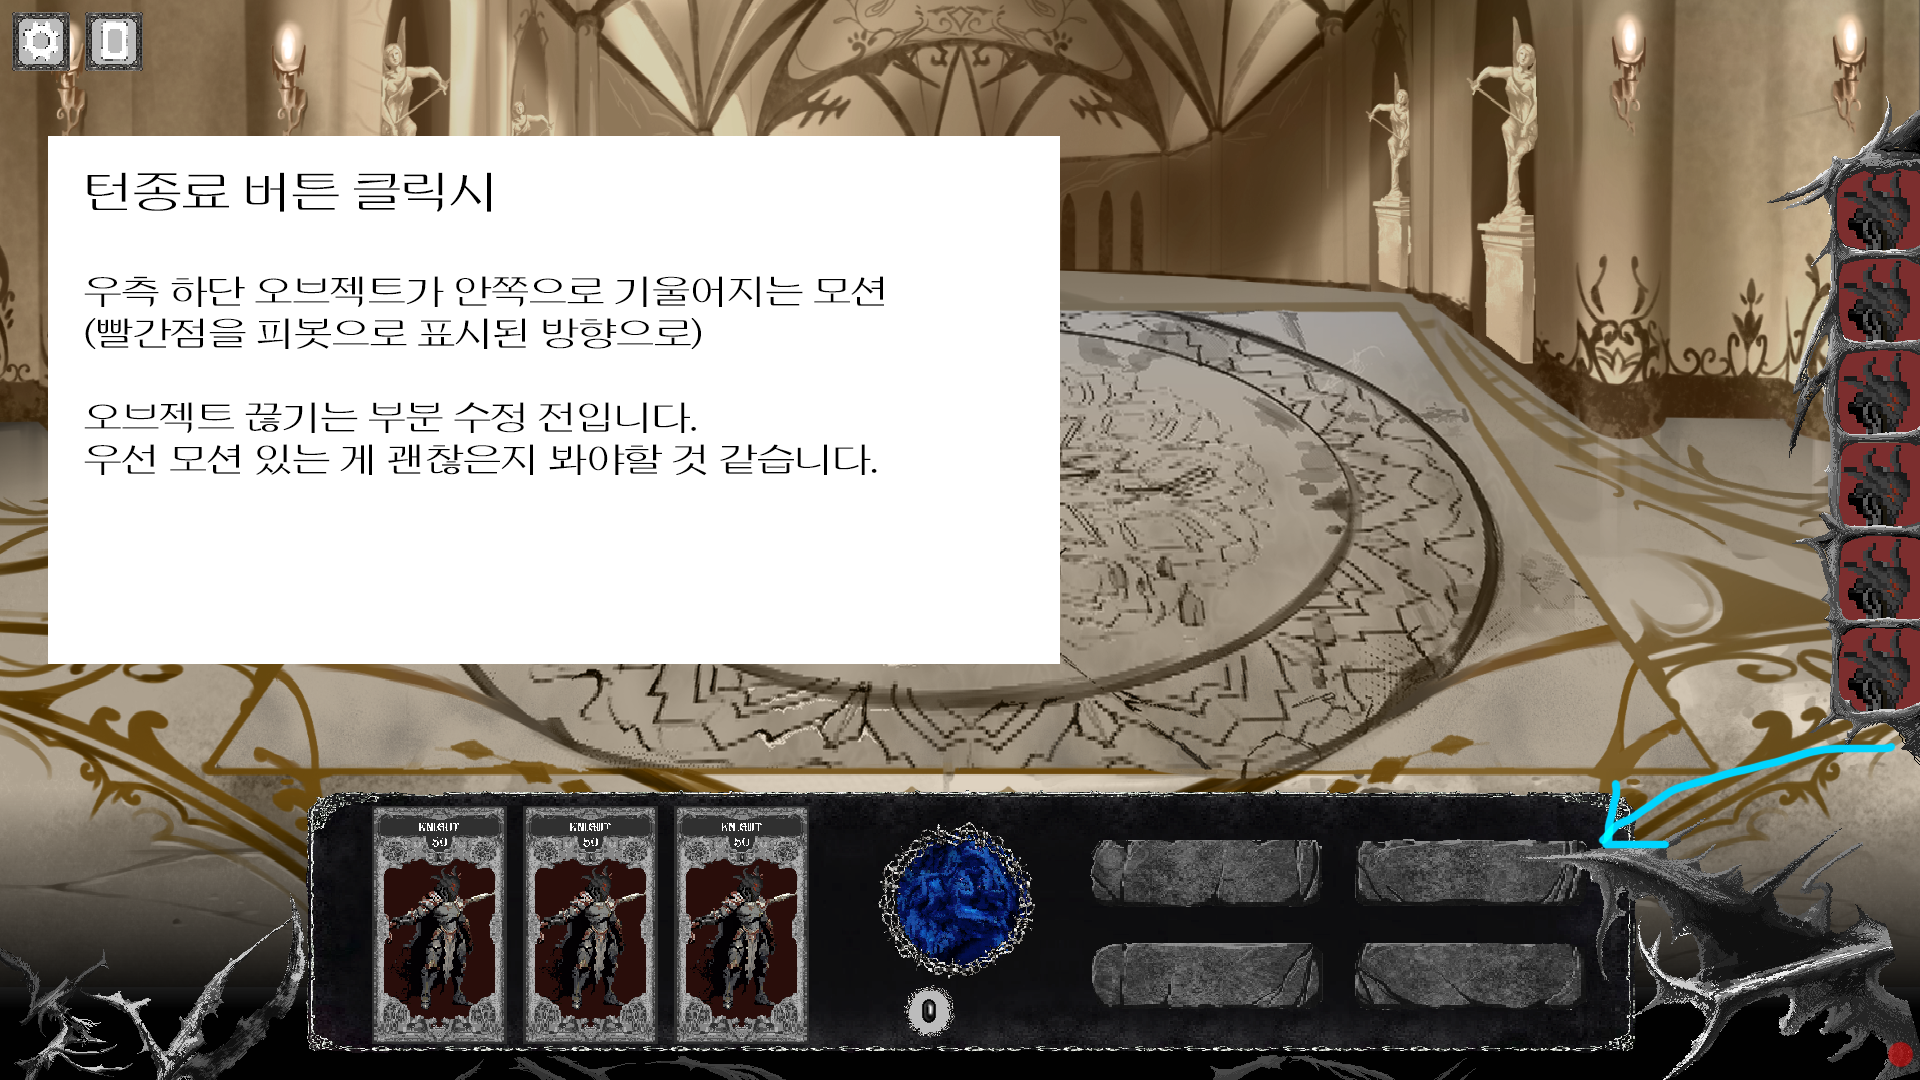 턴종료 버튼 클릭시
우측 하단 오브젝트가 안쪽으로 기울어지는 모션
(빨간점을 피봇으로 표시된 방향으로)
오브젝트 끊기는 부분 수정 전입니다.
우선 모션 있는 게 괜찮은지 봐야할 것 같습니다.
KNIGHT
50
KNIGHT
50
KNIGHT
50
0